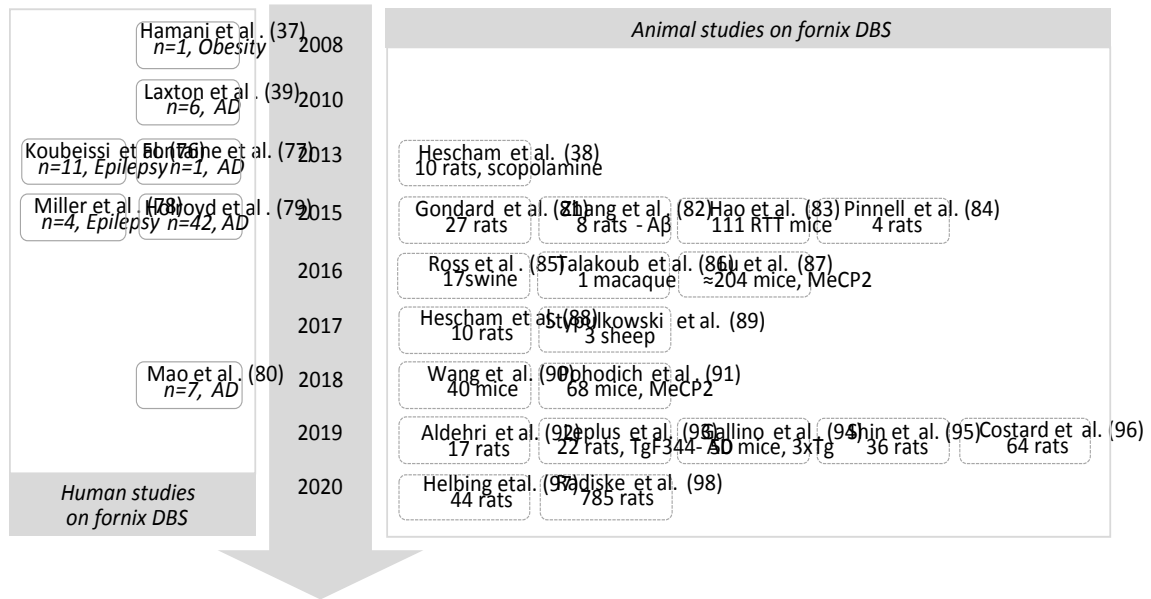 Animal studies on fornix DBS
Hamani et al. (37)
n=1, Obesity
2008
Laxton et al. (39)
n=6, AD
2010
Koubeissi et al. (76)
n=11, Epilepsy
Fontaine et al. (77)
n=1, AD
2013
Hescham et al. (38)
10 rats, scopolamine
Miller et al. (78)
n=4, Epilepsy
Holroyd et al. (79)
n=42, AD
2015
Gondard et al. (81)
27 rats
Zhang et al. (82)
8 rats - Aβ
Hao et al. (83)
111 RTT mice
Pinnell et al. (84)
4 rats
2016
Ross et al. (85)
17swine
Talakoub et al. (86)
1 macaque
Lu et al. (87)
≈204 mice, MeCP2
2017
Hescham et al. (88)
10 rats
Stypulkowski et al. (89)
3 sheep
Mao et al. (80)
n=7, AD
2018
Wang et al. (90)
40 mice
Pohodich et al. (91)
68 mice, MeCP2
2019
Aldehri et al. (92)
17 rats
Leplus et al. (93)
22 rats, TgF344-AD
Gallino et al. (94)
50 mice, 3xTg
Shin et al. (95)
36 rats
Costard et al. (96)
64 rats
2020
Helbing etal. (97)
44 rats
Radiske et al. (98)
785 rats
Human studies
on fornix DBS